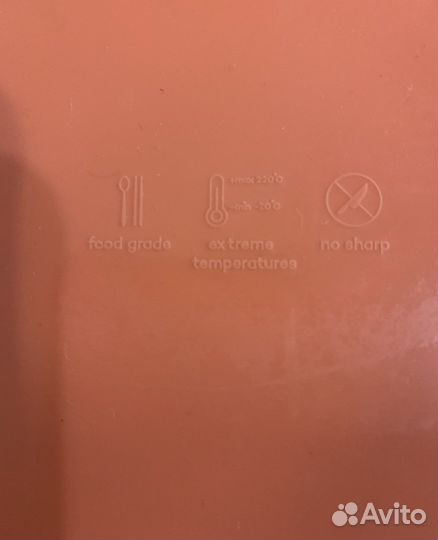 +max 220°C
-min -20°C
food grade
extreme
temperatures
no sharp
Avito